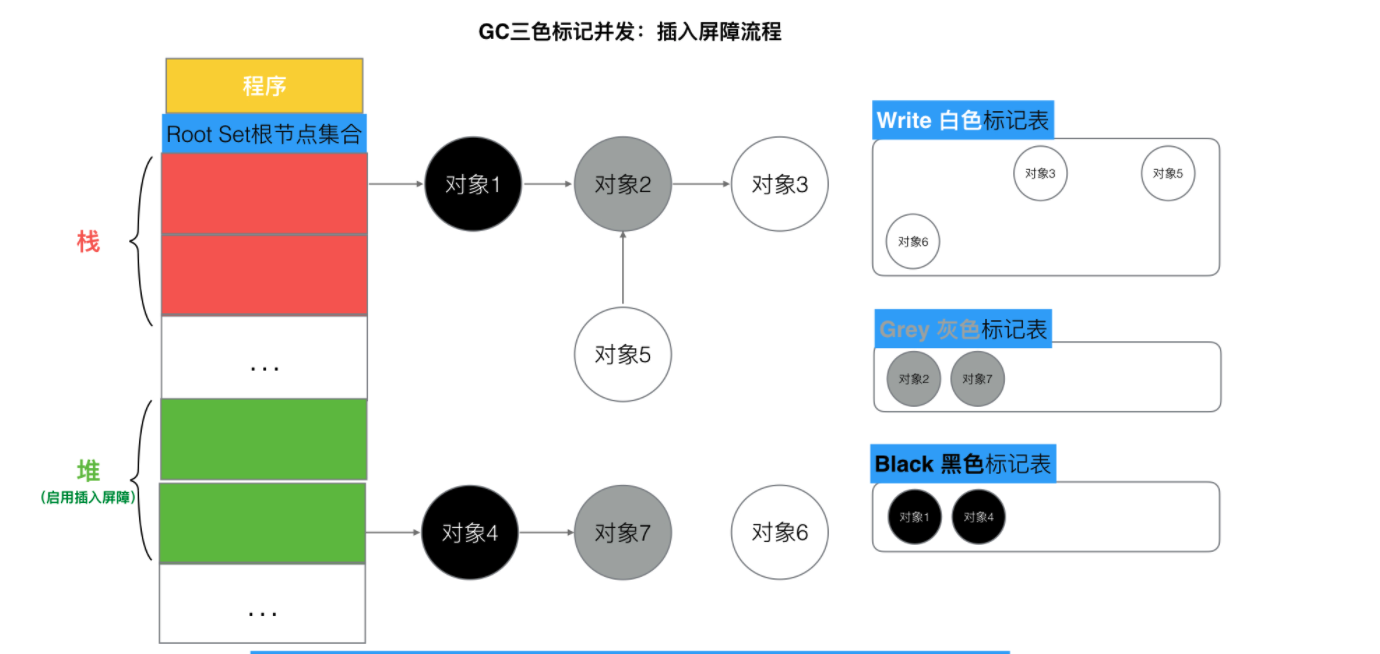 GC三色标记并发：插入屏障流程
程序
Root Set根节点集合
栈
...
堆
（启用插入屏障）
...
对象1
对象2
对象3
对象5
对象4
对象7
对象6
Write 白色标记表
对象3
对象5
对象6
Grey 灰色标记表
对象2
对象7
Black 黑色标记表
对象1
对象4